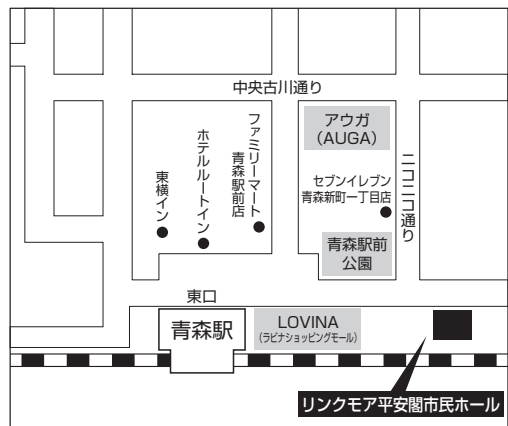 中央古川通り
アウガ
(AUGA)
ニコニコ通り
ファミリーマート
青森駅前店
ホテルルートイン
東横イン
セブンイレブン
青森新町一丁目店
青森駅前
公園
東口
青森駅
LOVINA
(ラビナショッピングモール)
リンクモア平安閣市民ホール